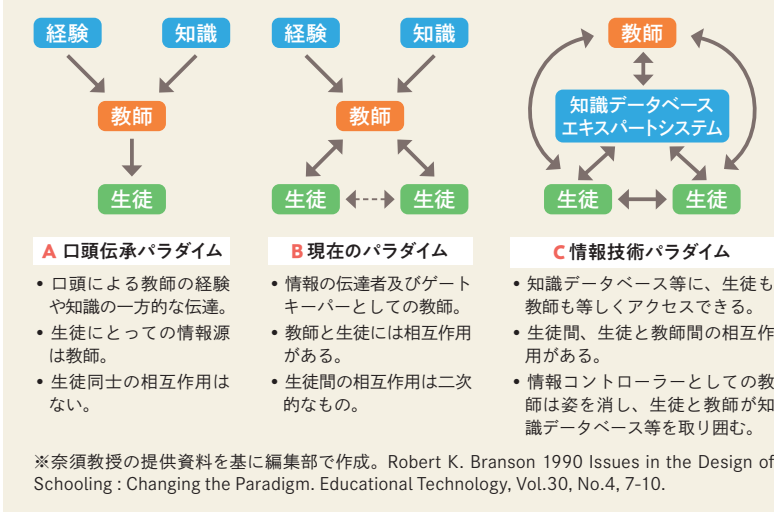 経験
知識
教師
生徒
経験
知識
教師
生徒
生徒
教師
知識データベース
エキスパートシステム
生徒
生徒
A 口頭伝承パラダイム
• 口頭による教師の経験
や知識の一方的な伝達。
• 生徒にとっての情報源
は教師。
• 生徒同士の相互作用は
ない。
B 現在のパラダイム
• 情報の伝達者及びゲート
キーパーとしての教師。
• 教師と生徒には相互作用
がある。
• 生徒間の相互作用は二次
的なもの。
C 情報技術パラダイム
• 知識データベース等に、生徒も
教師も等しくアクセスできる。
• 生徒間、生徒と教師間の相互作
用がある。
• 情報コントローラーとしての教
師は姿を消し、生徒と教師が知
識データベース等を取り囲む。
※奈須教授の提供資料を基に編集部で作成。Robert K. Branson 1990 Issues in the Design of
Schooling : Changing the Paradigm. Educational Technology, Vol.30, No.4, 7-10.